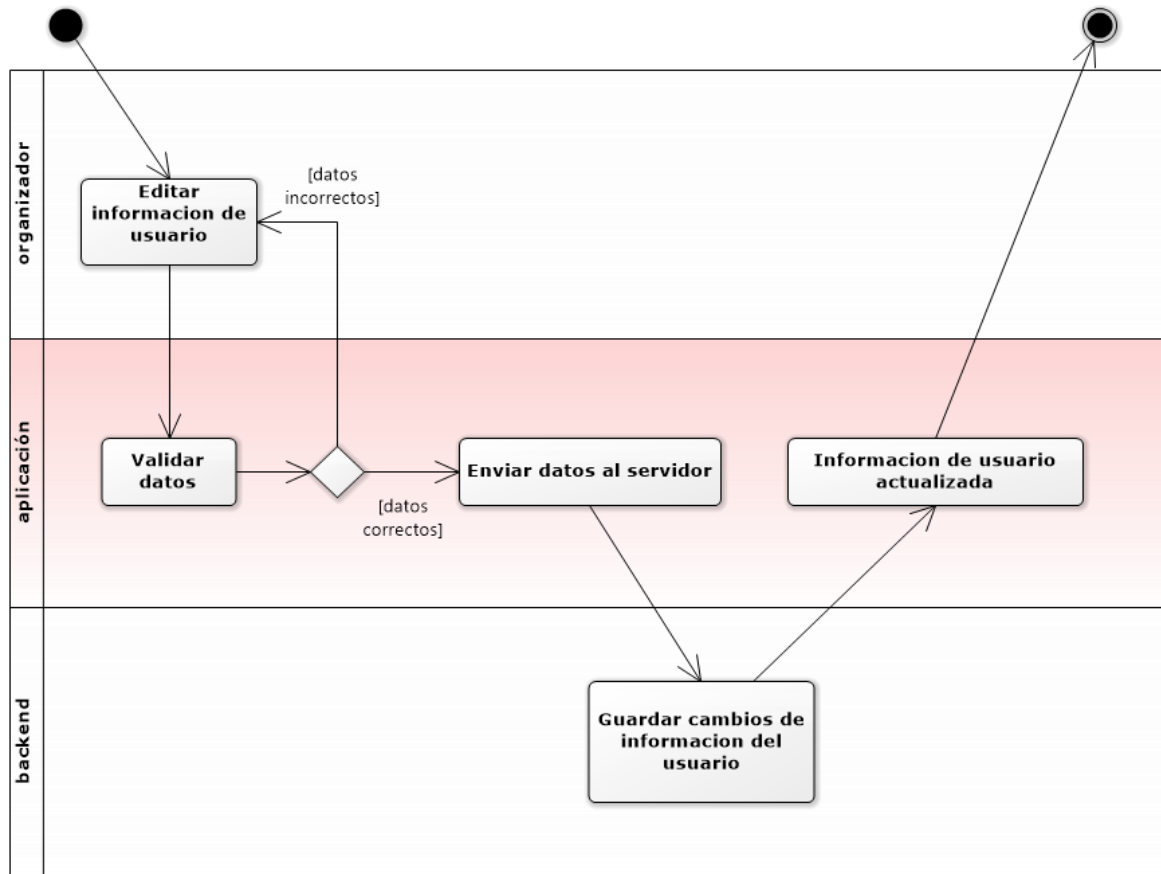 organizador
Editar
informacion de
usuario
[datos
incorrectos]
aplicación
Validar
datos
[datos
correctos]
Enviar datos al servidor
Informacion de usuario
actualizada
backend
Guardar cambios de
informacion del
usuario